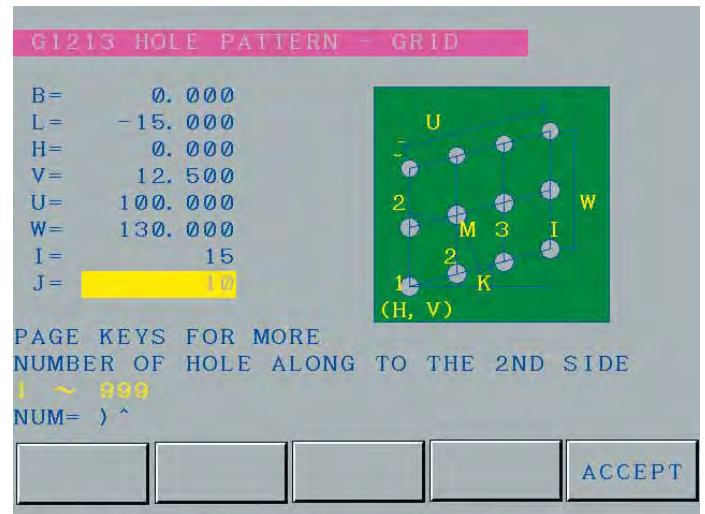 G1213 HOLE PATTERN - GRID
B= 0.000
L= -15.000
H= 0.000
V= 12.500
U= 100.000
W= 130.000
I= 15
J= 10
U
2
W
M 3 I
2
1 K
(H, V)
PAGE KEYS FOR MORE
NUMBER OF HOLE ALONG TO THE 2ND SIDE
1 ~ 999
NUM= )^
ACCEPT